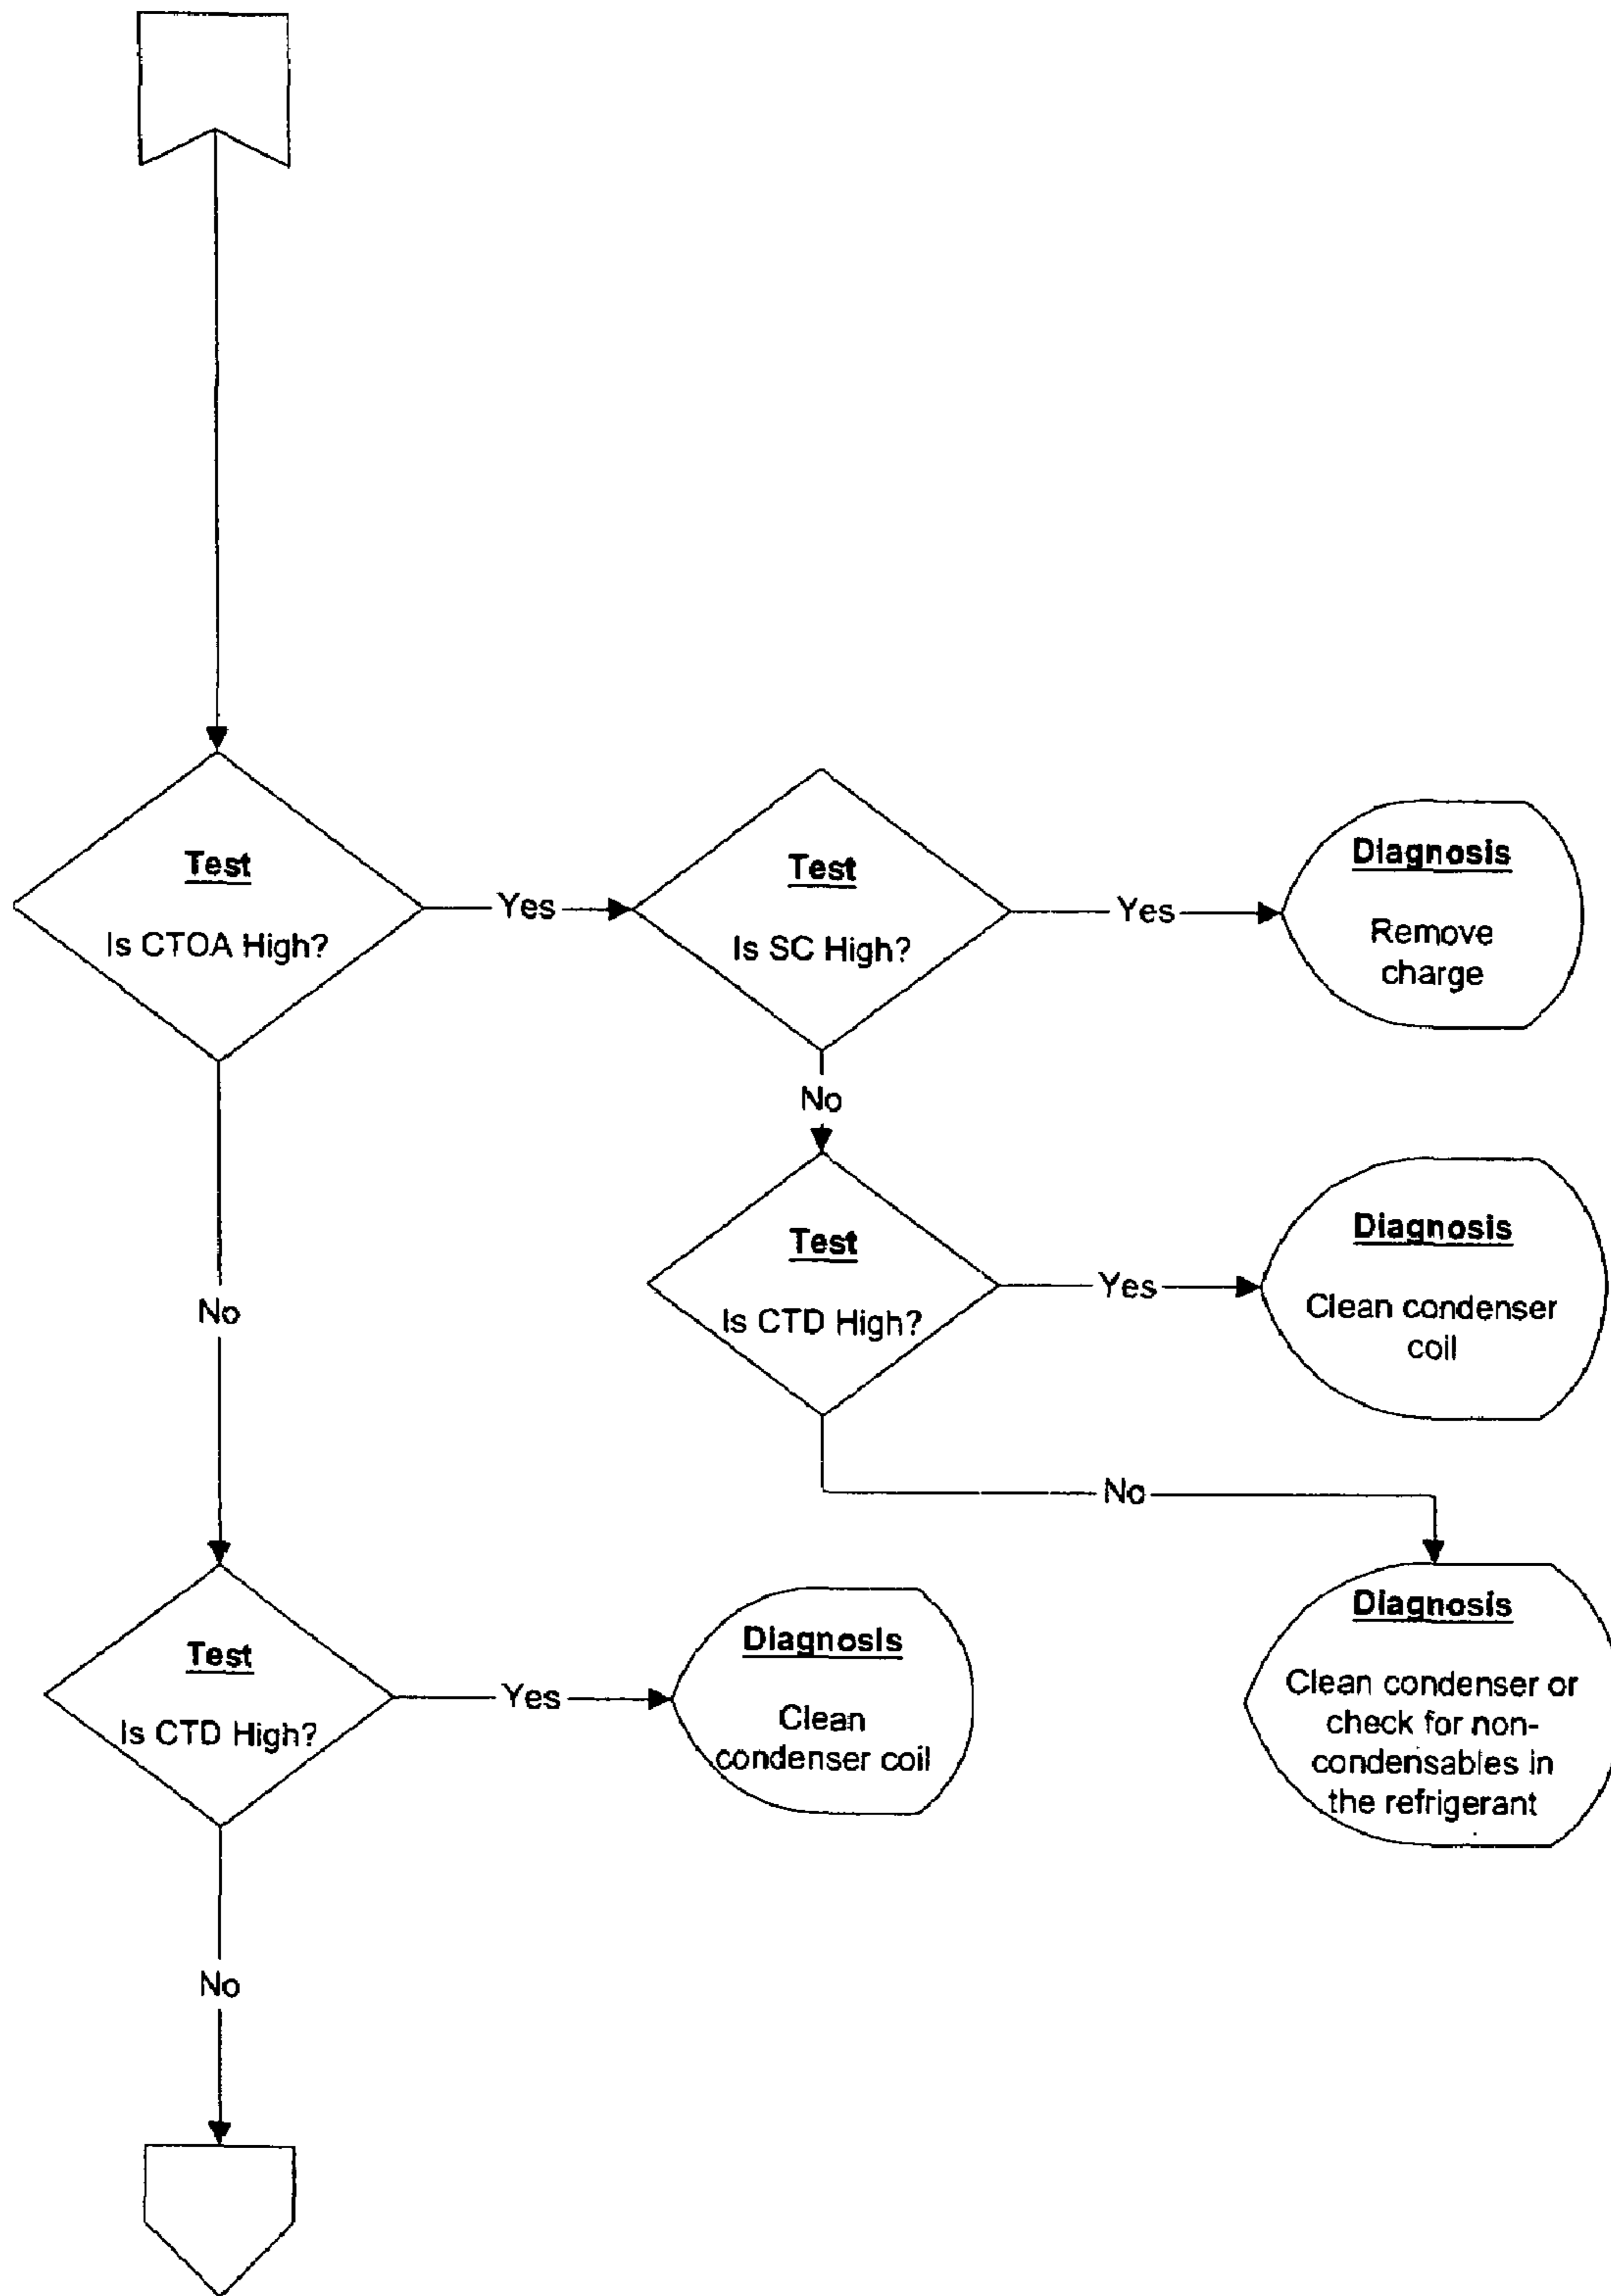 Test
Is CTOA High?
Yes
Test
Is SC High?
Yes
Diagnosis
Remove
charge
No
Test
Is CTD High?
Yes
Diagnosis
Clean condenser
coil
No
No
Diagnosis
Clean condenser or
check for non-
condensables in
the refrigerant
Test
Is CTD High?
Yes
Diagnosis
Clean
condenser coil
No